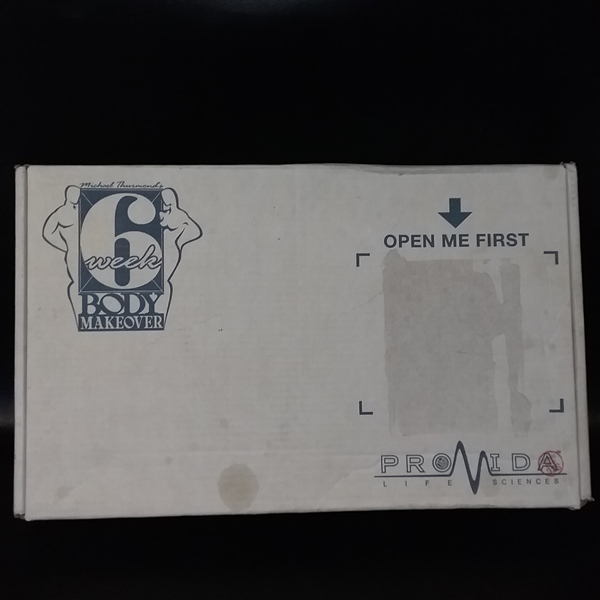 Michael Thurmond's
6
week
BODY
MAKEOVER
OPEN ME FIRST
PROVIDA
LIFE SCIENCES